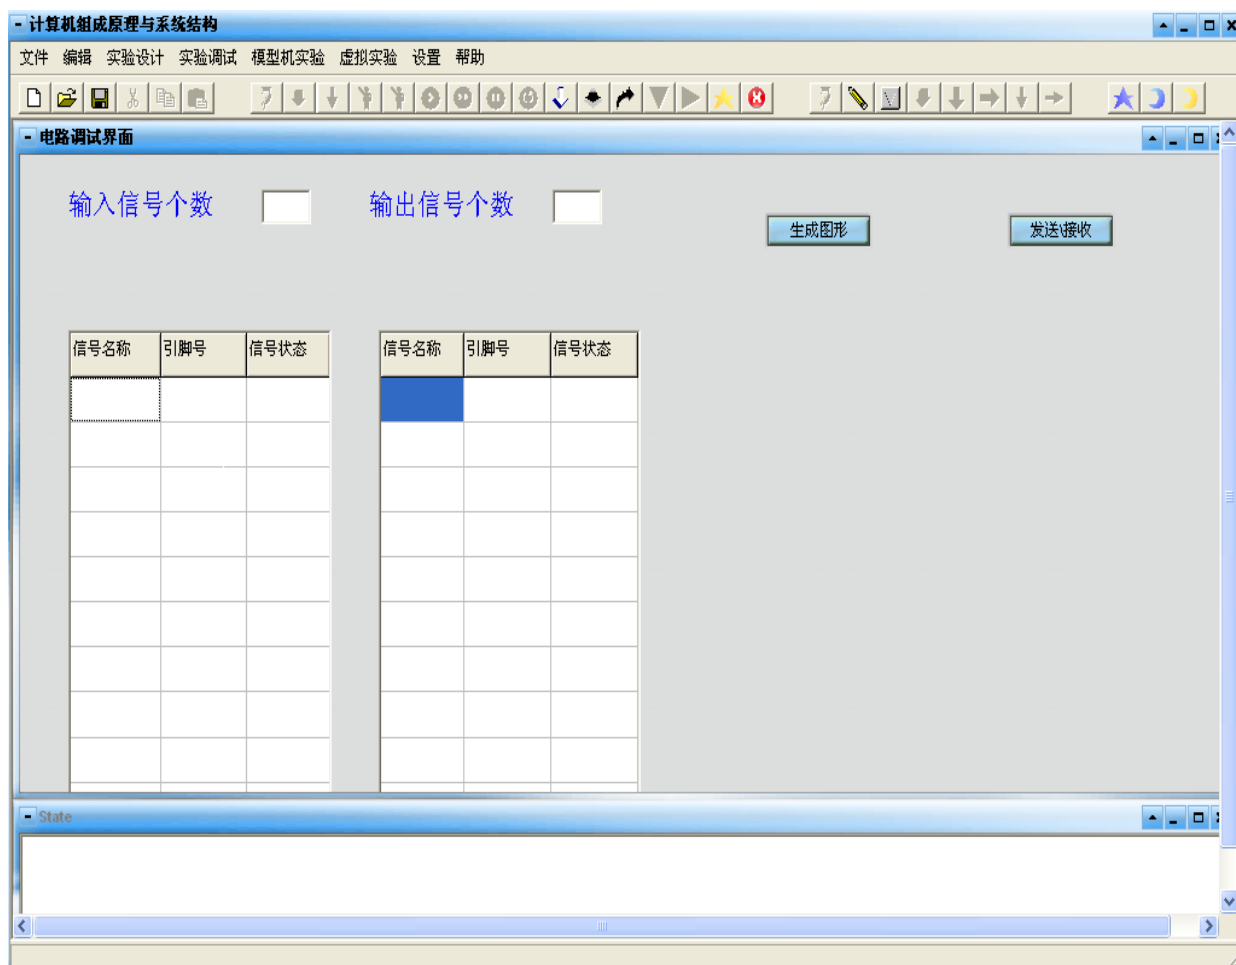 计算机组成原理与系统结构
文件 编辑 实验设计 实验调试 模型机实验 虚拟实验 设置 帮助
电路调试界面
输入信号个数 输出信号个数
生成图形 发送\接收
信号名称 引脚号 信号状态 信号名称 引脚号 信号状态
State